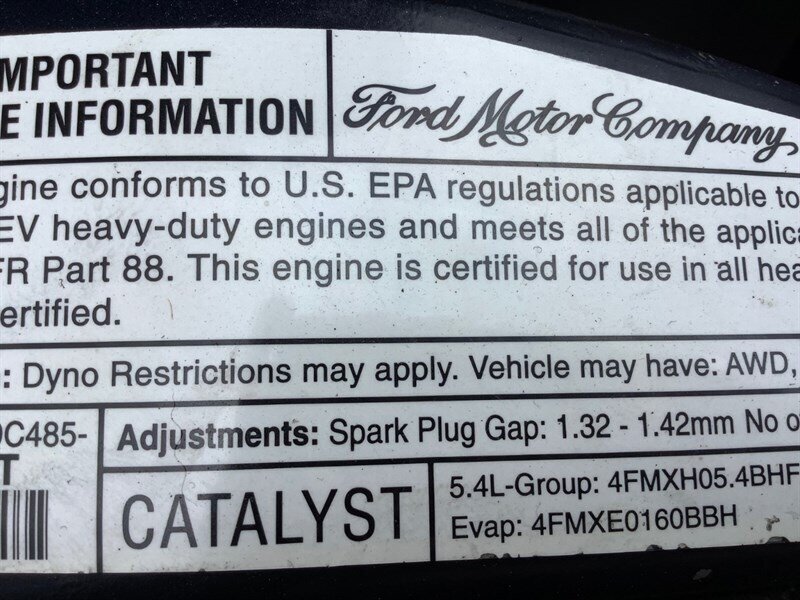 MPORTANT
E INFORMATION
Ford Motor Company
gine conforms to U.S. EPA regulations applicable to
EV heavy-duty engines and meets all of the applica
FR Part 88. This engine is certified for use in all hea
ertified.
: Dyno Restrictions may apply. Vehicle may have: AWD,
C485-
T
Adjustments: Spark Plug Gap: 1.32 - 1.42mm No o
CATALYST
5.4L-Group: 4FMXH05.4BHF
Evap: 4FMXE0160BBH